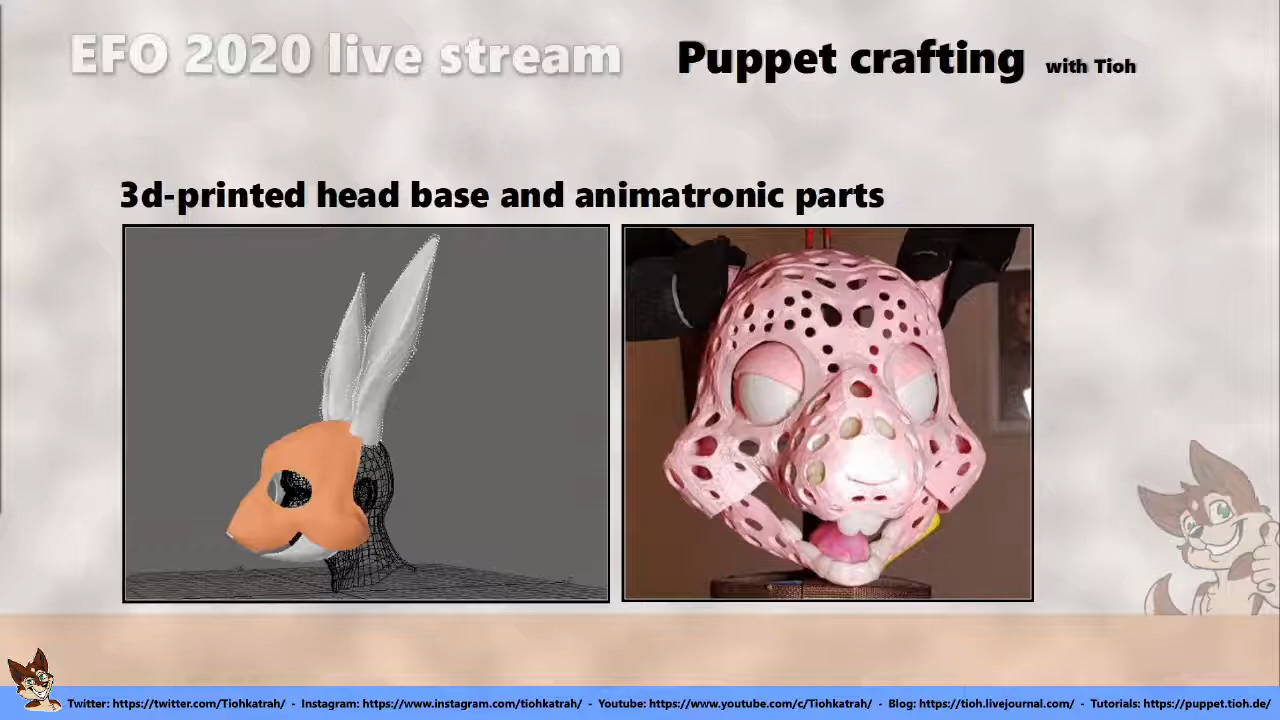 EFO 2020 live stream Puppet crafting with Tioh
3d-printed head base and animatronic parts
Twitter: https://twitter.com/Tiohkatrah/ - Instagram: https://www.instagram.com/tiohkatrah/ - Youtube: https://www.youtube.com/c/Tiohkatrah/ - Blog: https://tioh.livejournal.com/ - Tutorials: https://puppet.tioh.de/